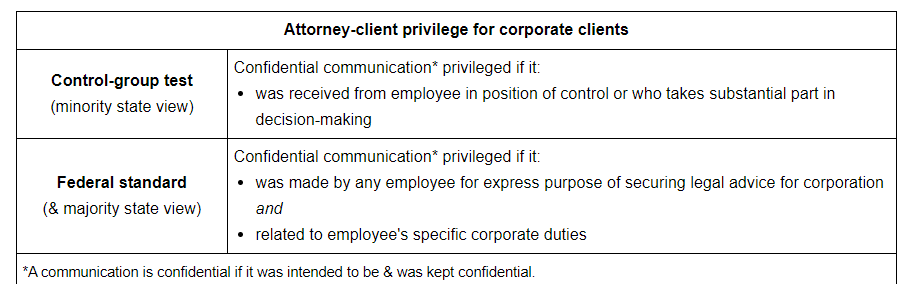 Attorney-client privilege for corporate clients
Control-group test
(minority state view)
Confidential communication* privileged if it:
• was received from employee in position of control or who takes substantial part in
decision-making
Federal standard
(& majority state view)
Confidential communication* privileged if it:
• was made by any employee for express purpose of securing legal advice for corporation
and
• related to employee's specific corporate duties
*A communication is confidential if it was intended to be & was kept confidential.